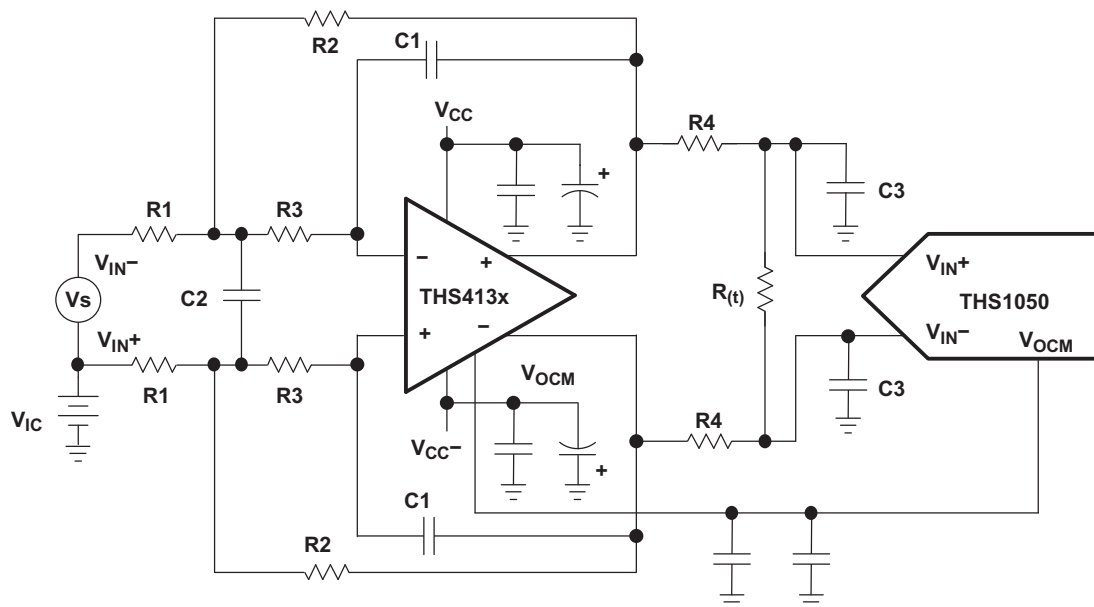 R2
C1
VCC
R4
C3
+
R1
R3
VIN−
Vs
C2
−
+
THS413x
+
−
R(t)
VIN+
THS1050
VIN−
VOCM
VIN+
R1
R3
VOCM
C3
VIC
VCC−
R4
+
C1
R2